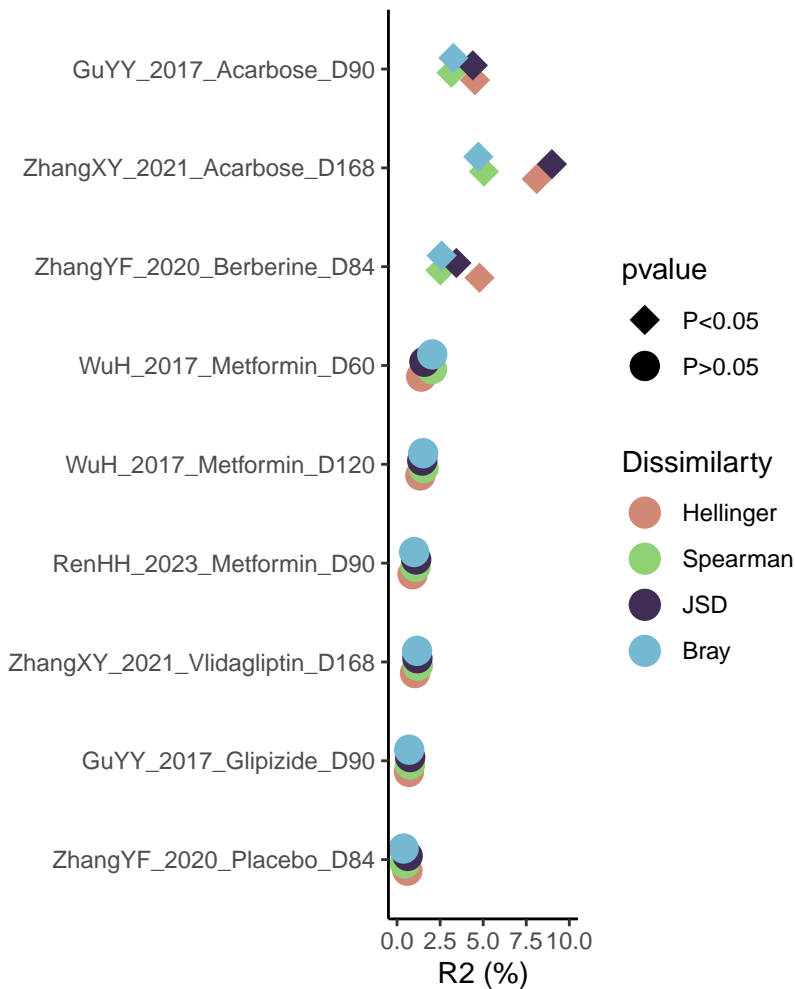 GuYY_2017_Acarbose_D90
ZhangXY_2021_Acarbose_D168
ZhangYF_2020_Berberine_D84
WuH_2017_Metformin_D60
WuH_2017_Metformin_D120
RenHH_2023_Metformin_D90
ZhangXY_2021_Vlidagliptin_D168
GuYY_2017_Glipizide_D90
ZhangYF_2020_Placebo_D84
0.0 2.5 5.0 7.5 10.0
R2 (%)
pvalue
P<0.05
P>0.05
Dissimilarty
Hellinger
Spearman
JSD
Bray